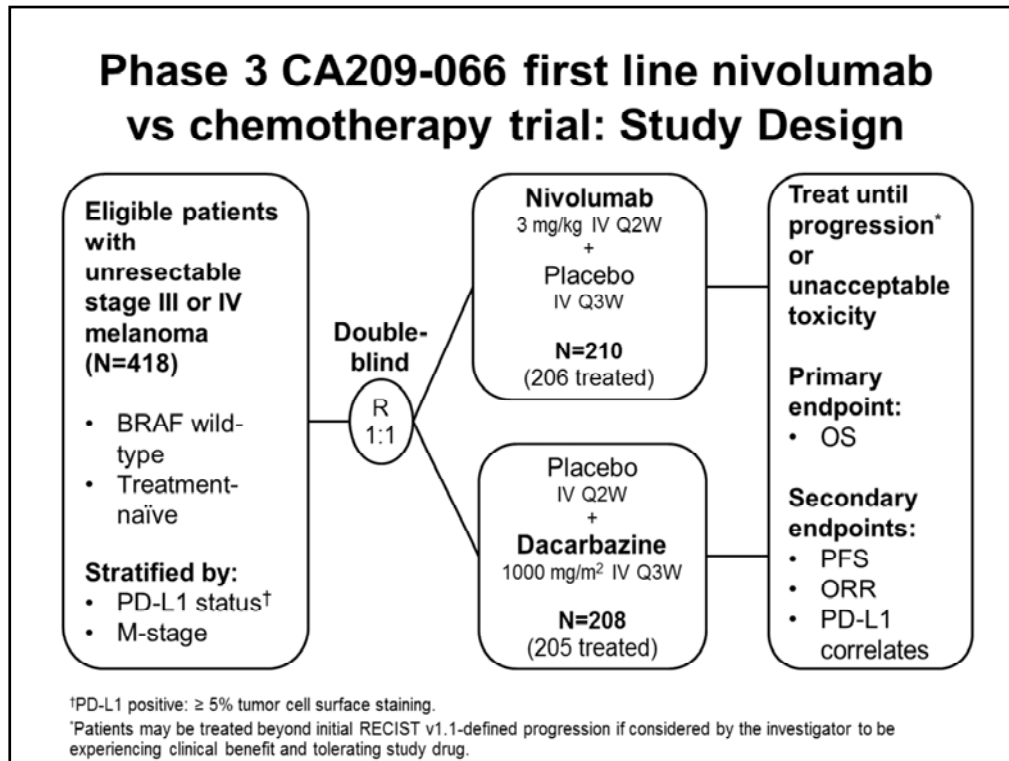 Phase 3 CA209-066 first line nivolumab
vs chemotherapy trial: Study Design
Eligible patients
with
unresectable
stage III or IV
melanoma
(N=418)
• BRAF wild-
type
• Treatment-
naïve
Stratified by:
• PD-L1 status†
• M-stage
Double-
blind
R
1:1
Nivolumab
3 mg/kg IV Q2W
+
Placebo
IV Q3W
N=210
(206 treated)
Placebo
IV Q2W
+
Dacarbazine
1000 mg/m² IV Q3W
N=208
(205 treated)
Treat until
progression*
or
unacceptable
toxicity
Primary
endpoint:
• OS
Secondary
endpoints:
• PFS
• ORR
• PD-L1
correlates
†PD-L1 positive: ≥ 5% tumor cell surface staining.
*Patients may be treated beyond initial RECIST v1.1-defined progression if considered by the investigator to be
experiencing clinical benefit and tolerating study drug.